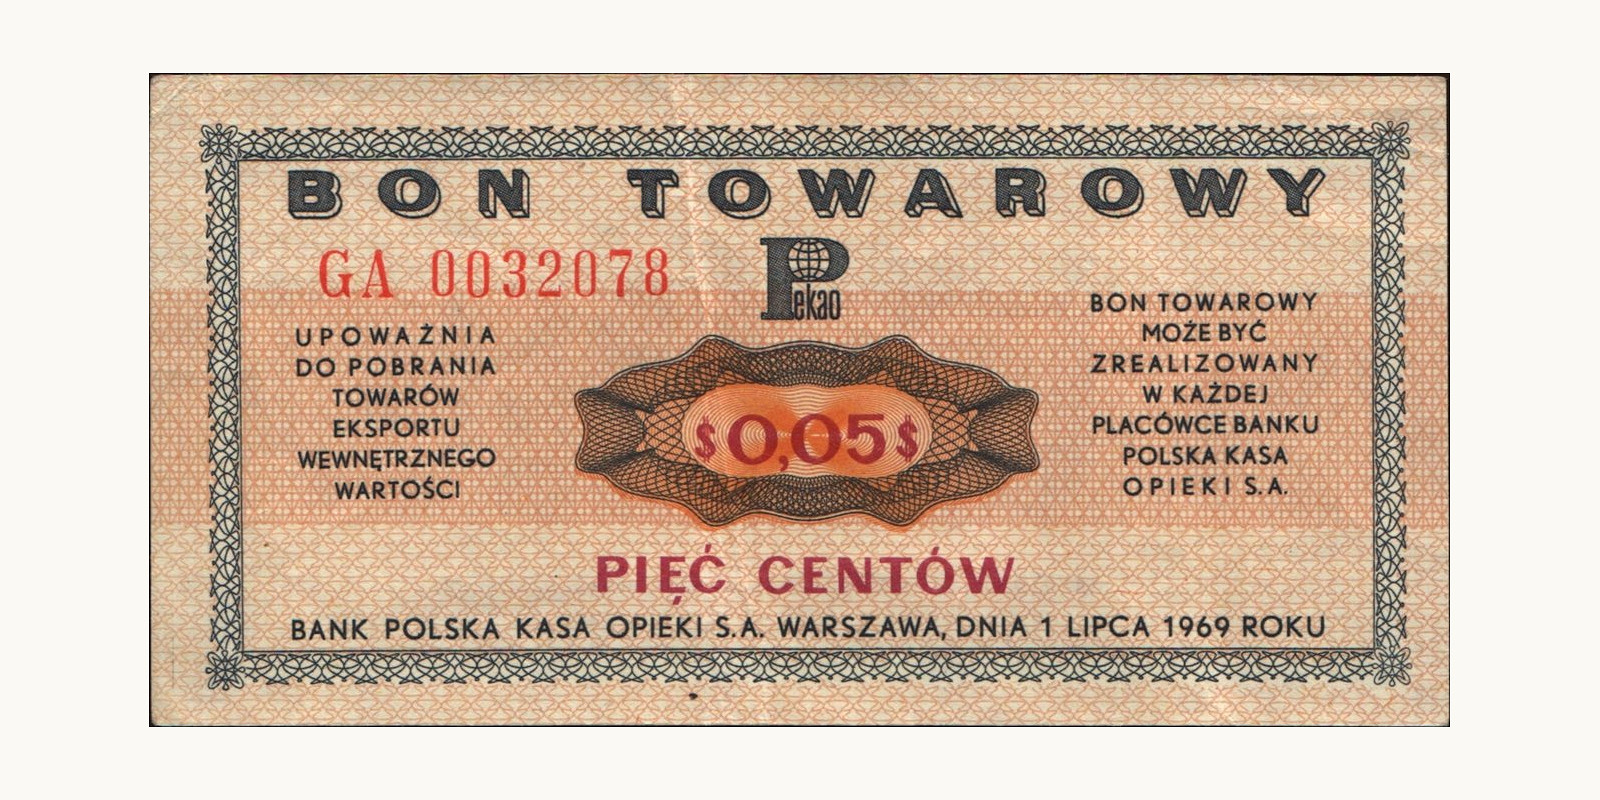 BON TOWAROWY
GA 0032078
Pekao
UPOWAŻNIA
DO POBRANIA
TOWARÓW
EKSPORTU
WEWNĘTRZNEGO
WARTOŚCI
$0,05$
BON TOWAROWY
MOŻE BYĆ
ZREALIZOWANY
W KAŻDEJ
PLACÓWCE BANKU
POLSKA KASA
OPIEKI S.A.
PIĘĆ CENTÓW
BANK POLSKA KASA OPIEKI S.A. WARSZAWA, DNIA 1 LIPCA 1969 ROKU